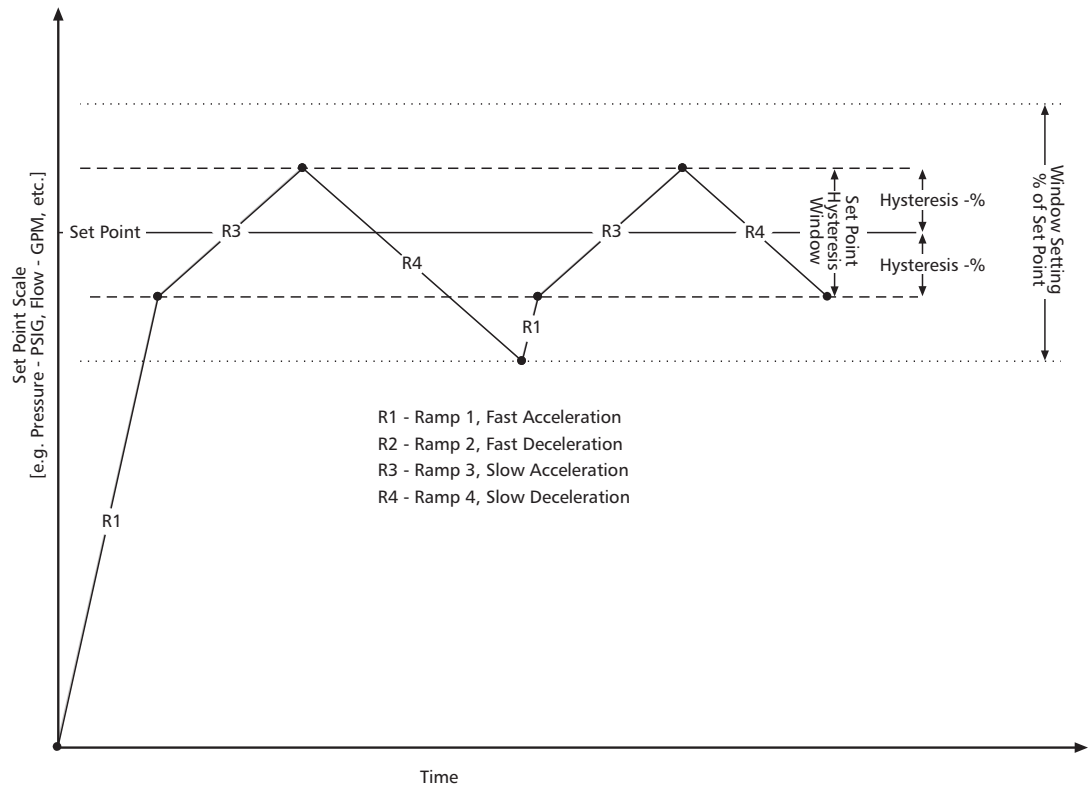 Set Point Scale
[e.g. Pressure - PSIG, Flow - GPM, etc.]
Set Point
R3
R4
R3
R4
Set Point
Hysteresis
Window
Hysteresis -%
Hysteresis -%
Window Setting
% of Set Point
R1
R1
R1 - Ramp 1, Fast Acceleration
R2 - Ramp 2, Fast Deceleration
R3 - Ramp 3, Slow Acceleration
R4 - Ramp 4, Slow Deceleration
Time